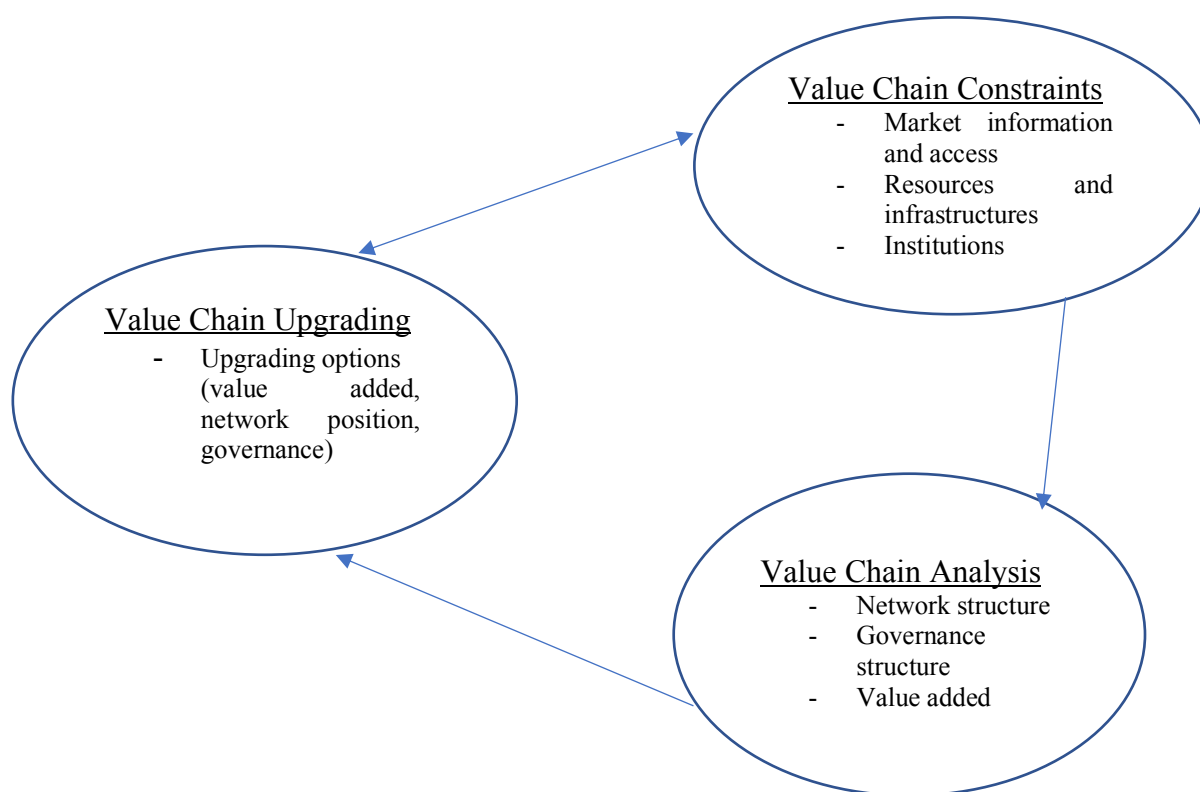 Value Chain Constraints
- Market information
and access
- Resources and
infrastructures
- Institutions
Value Chain Upgrading
- Upgrading options
(value added,
network position,
governance)
Value Chain Analysis
- Network structure
- Governance
structure
- Value added